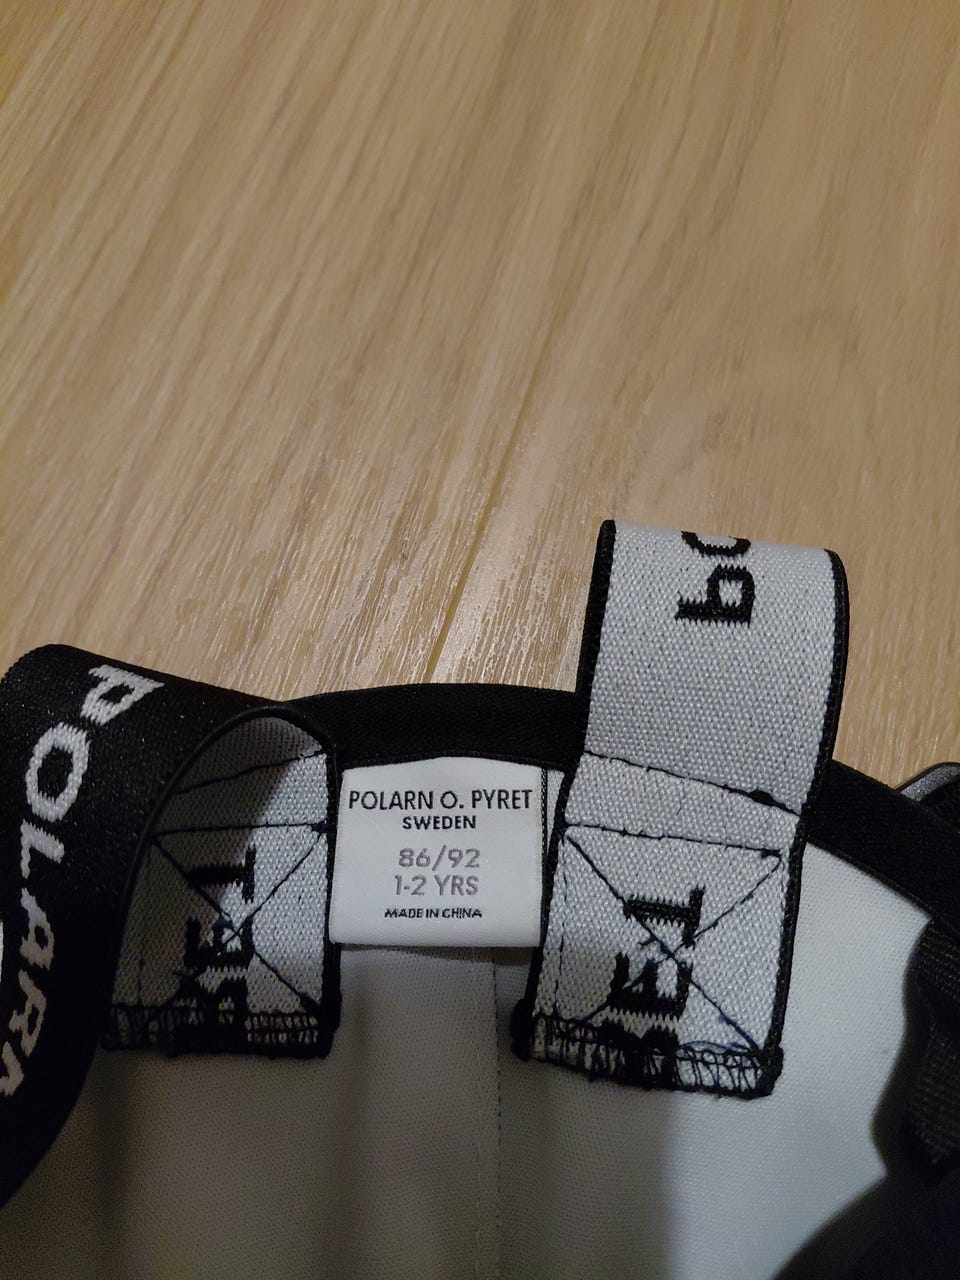 POLARN O. PYRET
SWEDEN
86/92
1-2 YRS
MADE IN CHINA
POLARN